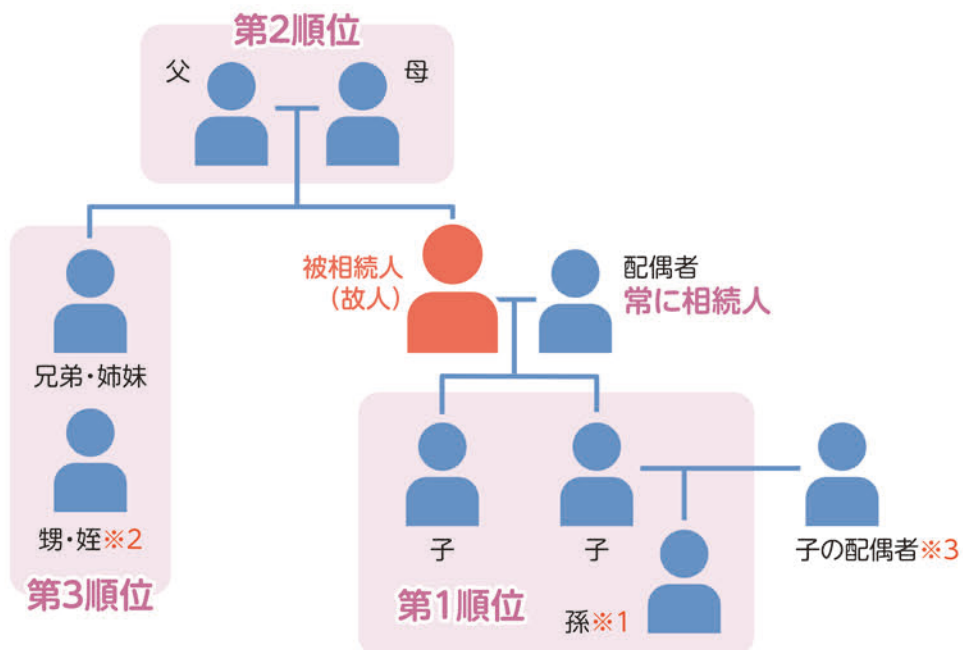 第2順位
父
母
被相続人
(故人)
配偶者
常に相続人
兄弟・姉妹
甥・姪※2
第3順位
子
子
子の配偶者※3
第1順位
孫※1